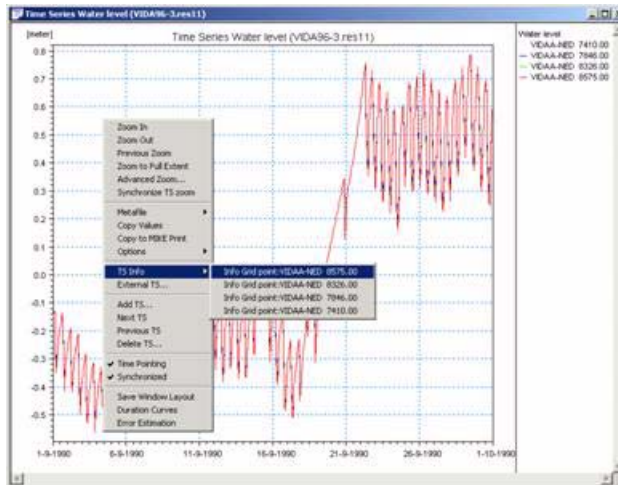 Time Series Water level (VIDA96-3.res11)
[meter]
Time Series Water level (VIDA96-3.res11)
Water level
VIDAA-NED 7410.00
VIDAA-NED 7846.00
VIDAA-NED 8326.00
VIDAA-NED 8575.00
0.8
0.7
0.6
0.5
0.4
0.3
0.2
0.1
0.0
-0.1
-0.2
-0.3
-0.4
-0.5
Zoom In
Zoom Out
Previous Zoom
Zoom to Full Extent
Advanced Zoom...
Synchronize TS zoom
Metafile
Copy Values
Copy to MIKE Print
Options
TS Info
External TS...
Add TS...
Next TS
Previous TS
Delete TS...
Time Pointing
Synchronized
Save Window Layout
Duration Curves
Error Estimation
Info Grid point:VIDAA-NED 8575.00
Info Grid point:VIDAA-NED 8326.00
Info Grid point:VIDAA-NED 7846.00
Info Grid point:VIDAA-NED 7410.00
1-9-1990
6-9-1990
11-9-1990
16-9-1990
21-9-1990
26-9-1990
1-10-1990